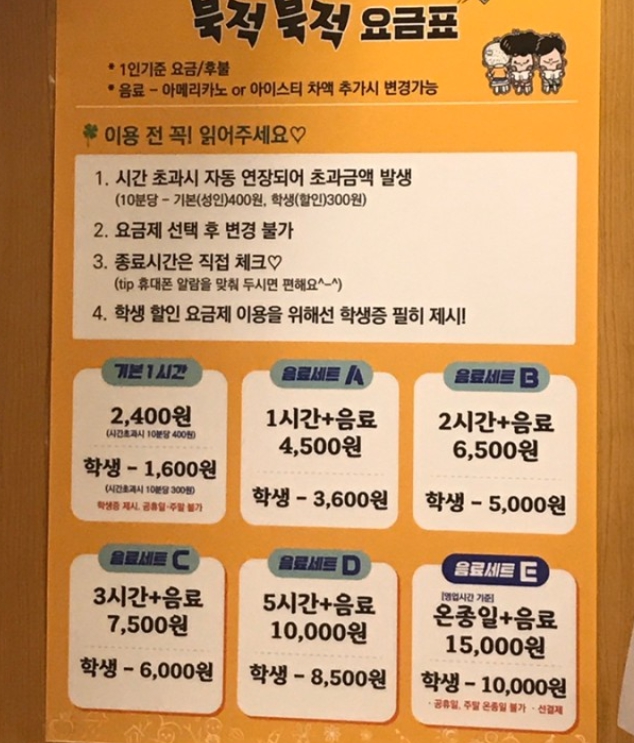 북적북적 요금표
* 1인기준 요금/후불
* 음료 - 아메리카노 or 아이스티 차액 추가시 변경가능
이용 전 꼭! 읽어주세요♡
1. 시간 초과시 자동 연장되어 초과금액 발생
(10분당 - 기본(성인)400원, 학생(할인)300원)
2. 요금제 선택 후 변경 불가
3. 종료시간은 직접 체크♡
(tip 휴대폰 알람을 맞춰 두시면 편해요^-^)
4. 학생 할인 요금제 이용을 위해선 학생증 필히 제시!
기본 1시간
2,400원
(시간초과시 10분당 400원)
학생 - 1,600원
(시간초과시 10분당 300원)
학생증 제시, 공휴일·주말 불가
음료세트 A
1시간+음료
4,500원
학생 - 3,600원
음료세트 B
2시간+음료
6,500원
학생 - 5,000원
음료세트 C
3시간+음료
7,500원
학생 - 6,000원
음료세트 D
5시간+음료
10,000원
학생 - 8,500원
음료세트 E
[영업시간 기준]
온종일+음료
15,000원
학생 - 10,000원
· 공휴일, 주말 온종일 불가 · 선결제